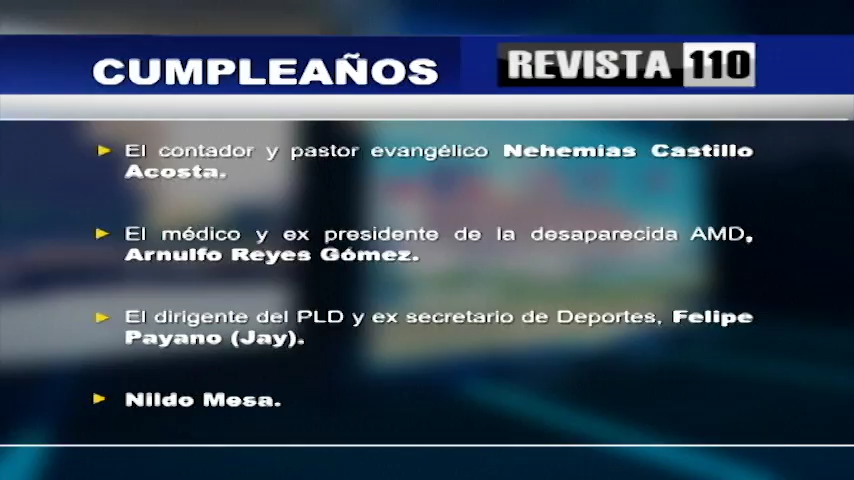 CUMPLEAÑOS
REVISTA 110
El contador y pastor evangélico Nehemias Castillo
Acosta.
El médico y ex presidente de la desaparecida AMD,
Arnulfo Reyes Gómez.
El dirigente del PLD y ex secretario de Deportes, Felipe
Payano (Jay).
Nildo Mesa.